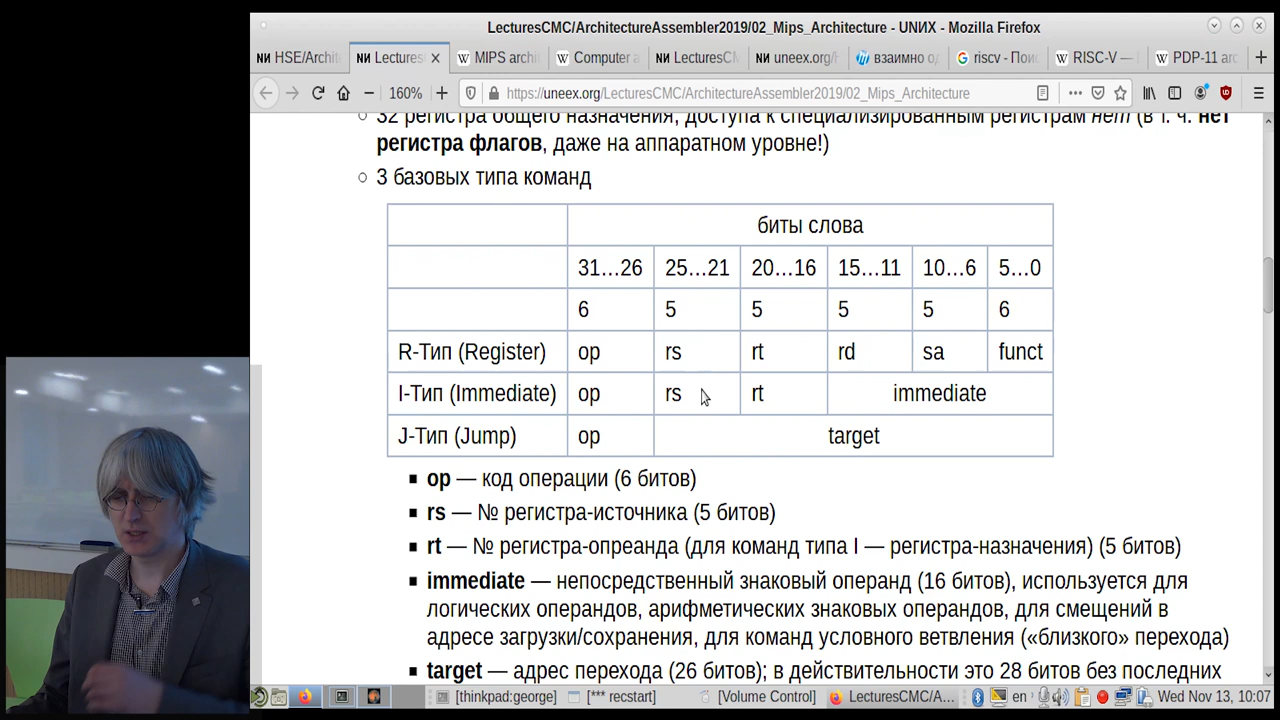 LecturesCMC/ArchitectureAssembler2019/02_Mips_Architecture - UNИX - Mozilla Firefox
HSE/Archit
Lectures
MIPS archi
Computer a
LecturesC
uneex.org/
взаимно од
riscv - Пои
RISC-V —
PDP-11 arc
160%
https://uneex.org/LecturesCMC/ArchitectureAssembler2019/02_Mips_Architecture
32 регистра общего назначения, доступа к специализированным регистрам нет (в т. ч. нет
регистра флагов, даже на аппаратном уровне!)
3 базовых типа команд
биты слова
31…26 25…21 20…16 15…11 10…6 5…0
6 5 5 5 5 6
R-Тип (Register) op rs rt rd sa funct
I-Тип (Immediate) op rs rt immediate
J-Тип (Jump) op target
op — код операции (6 битов)
rs — № регистра-источника (5 битов)
rt — № регистра-опреанда (для команд типа I — регистра-назначения) (5 битов)
immediate — непосредственный знаковый операнд (16 битов), используется для
логических операндов, арифметических знаковых операндов, для смещений в
адресе загрузки/сохранения, для команд условного ветвления («близкого» перехода)
target — адрес перехода (26 битов); в действительности это 28 битов без последних
[thinkpad:george]
[*** recstart]
[Volume Control]
LecturesCMC/A...
en
Wed Nov 13, 10:07